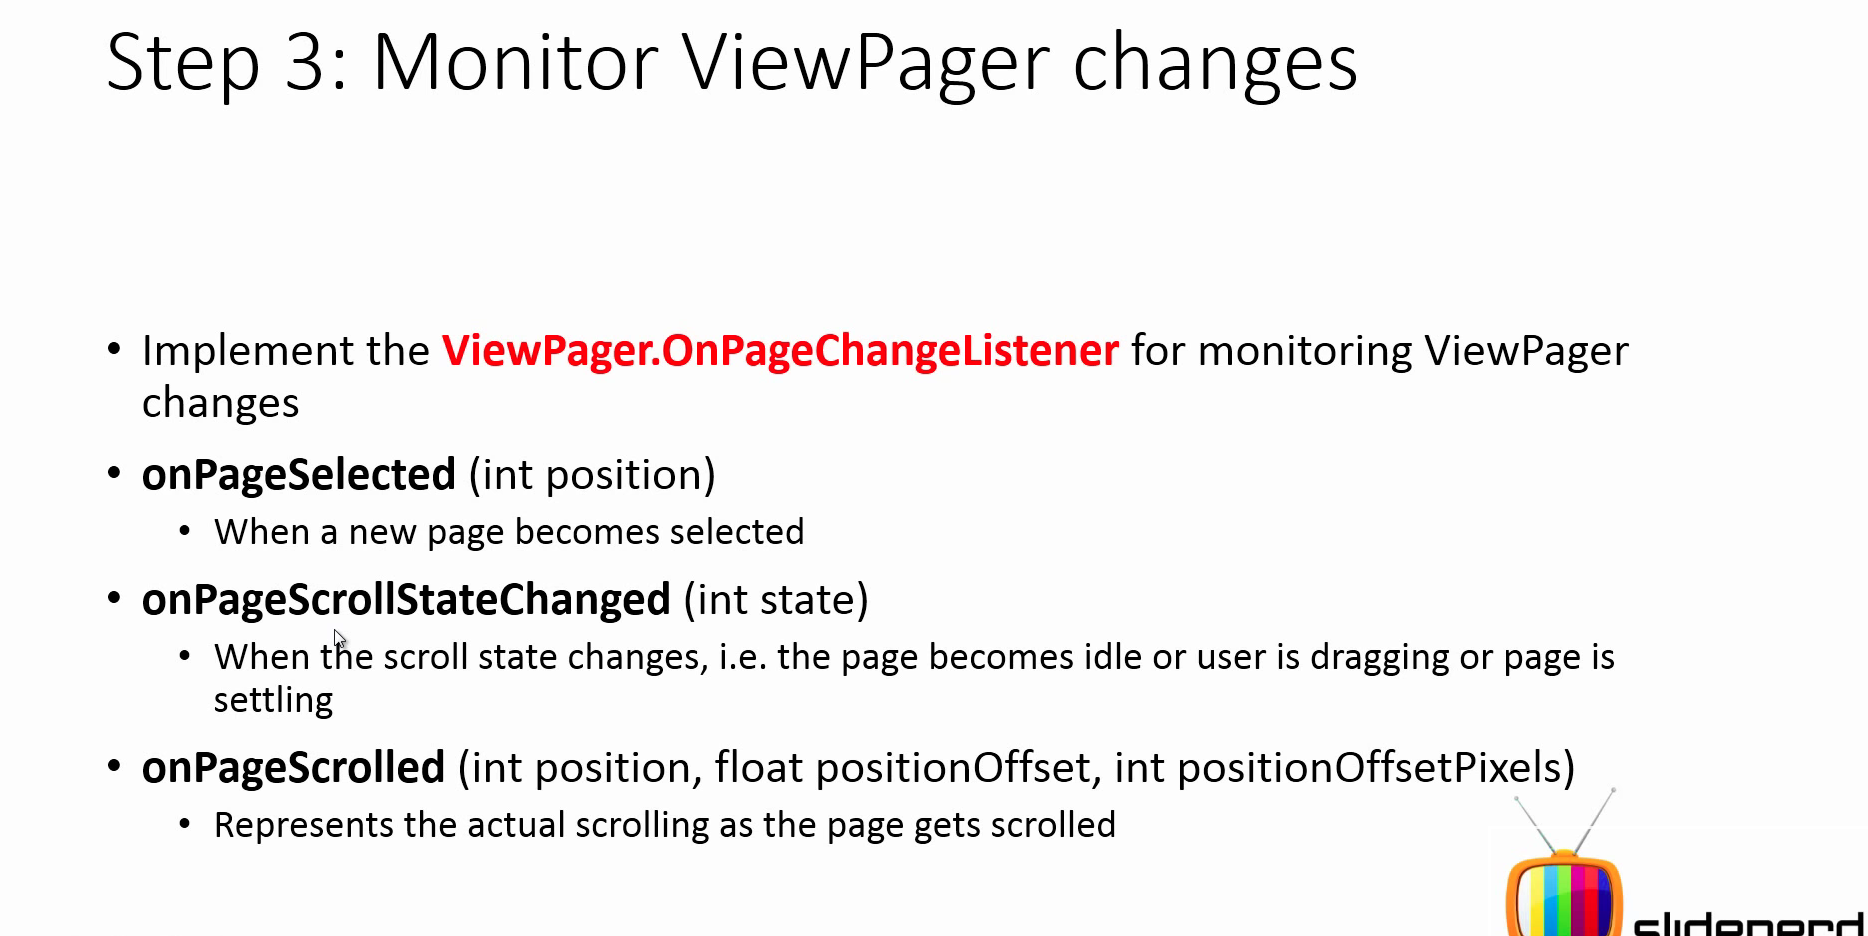 Step 3: Monitor ViewPager changes
• Implement the ViewPager.OnPageChangeListener for monitoring ViewPager
changes
• onPageSelected (int position)
• When a new page becomes selected
• onPageScrollStateChanged (int state)
• When the scroll state changes, i.e. the page becomes idle or user is dragging or page is
settling
• onPageScrolled (int position, float positionOffset, int positionOffsetPixels)
• Represents the actual scrolling as the page gets scrolled
slidenerd